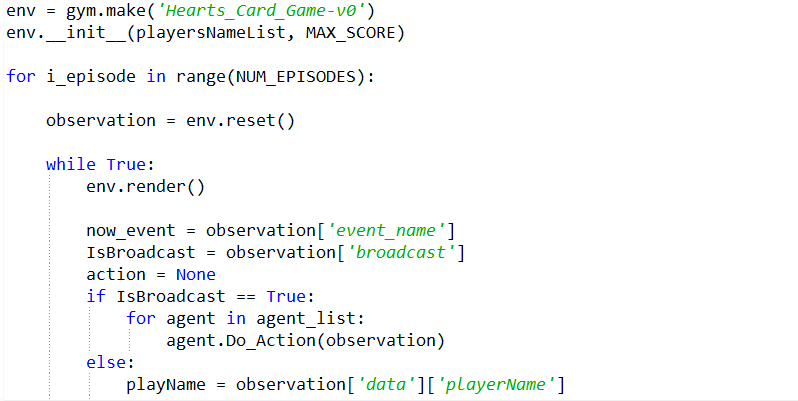 env = gym.make('Hearts_Card_Game-v0')
env.__init__(playersNameList, MAX_SCORE)
for i_episode in range(NUM_EPISODES):
observation = env.reset()
while True:
env.render()
now_event = observation['event_name']
IsBroadcast = observation['broadcast']
action = None
if IsBroadcast == True:
for agent in agent_list:
agent.Do_Action(observation)
else:
playName = observation['data']['playerName']